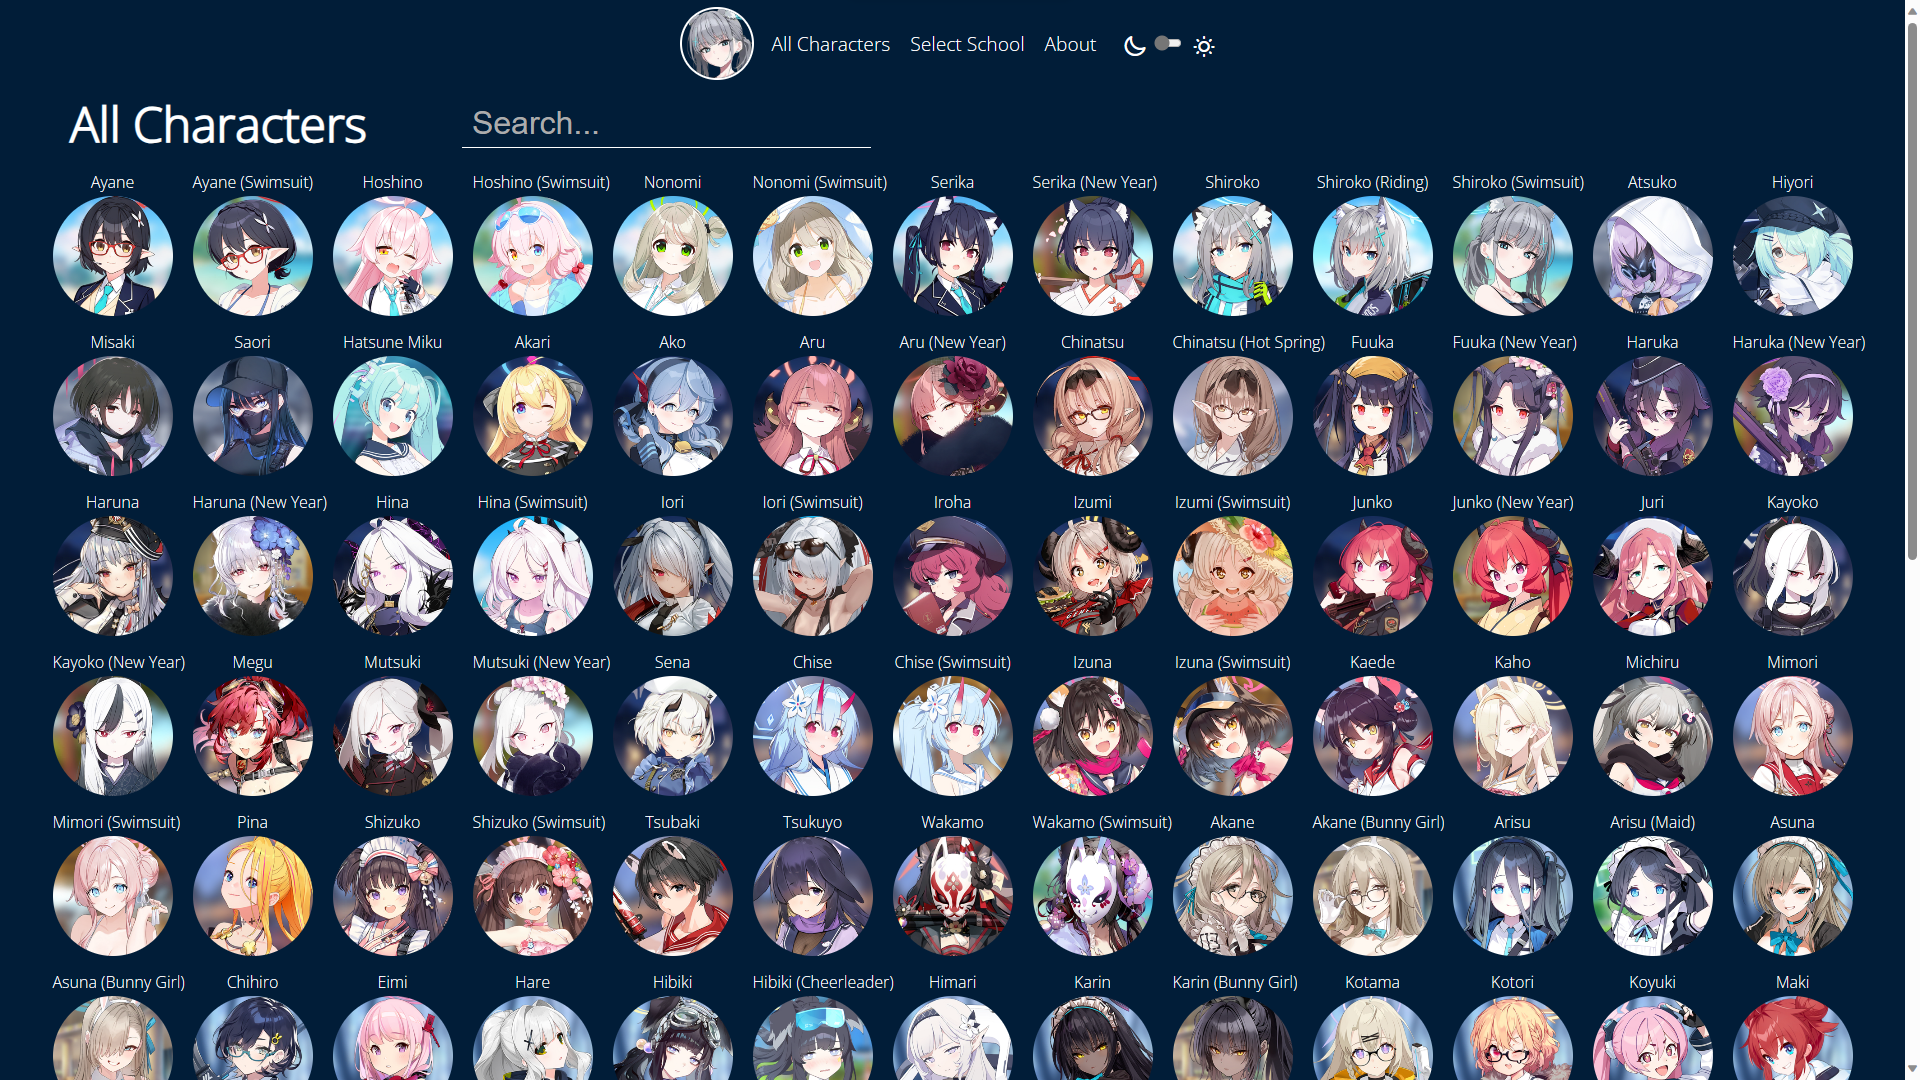 All Characters Select School About
All Characters Search...
Ayane Ayane (Swimsuit) Hoshino Hoshino (Swimsuit) Nonomi Nonomi (Swimsuit) Serika Serika (New Year) Shiroko Shiroko (Riding) Shiroko (Swimsuit) Atsuko Hiyori
Misaki Saori Hatsune Miku Akari Ako Aru Aru (New Year) Chinatsu Chinatsu (Hot Spring) Fuuka Fuuka (New Year) Haruka Haruka (New Year)
Haruna Haruna (New Year) Hina Hina (Swimsuit) Iori Iori (Swimsuit) Iroha Izumi Izumi (Swimsuit) Junko Junko (New Year) Juri Kayoko
Kayoko (New Year) Megu Mutsuki Mutsuki (New Year) Sena Chise Chise (Swimsuit) Izuna Izuna (Swimsuit) Kaede Kaho Michiru Mimori
Mimori (Swimsuit) Pina Shizuko Shizuko (Swimsuit) Tsubaki Tsukuyo Wakamo Wakamo (Swimsuit) Akane Akane (Bunny Girl) Arisu Arisu (Maid) Asuna
Asuna (Bunny Girl) Chihiro Eimi Hare Hibiki Hibiki (Cheerleader) Himari Karin Karin (Bunny Girl) Kotama Kotori Koyuki Maki